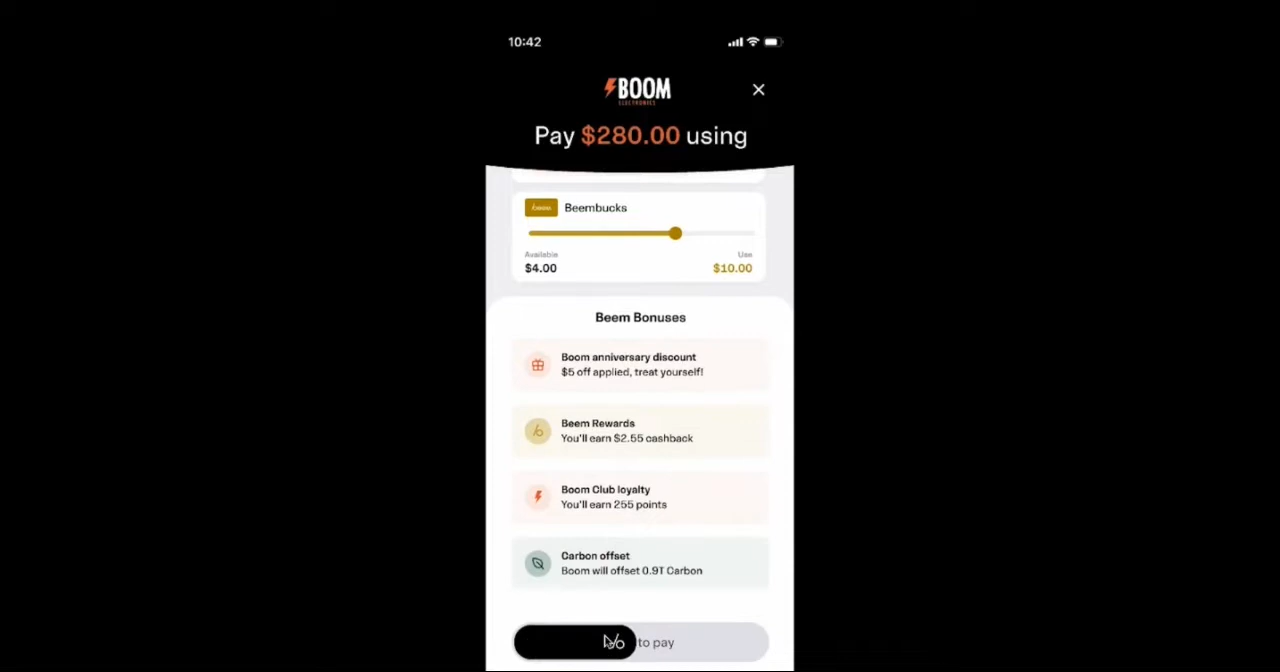 10:42
BOOM
ELECTRONICS
Pay $280.00 using
beem
Beembucks
Available
Use
$4.00
$10.00
Beem Bonuses
Boom anniversary discount
$5 off applied, treat yourself!
Beem Rewards
You'll earn $2.55 cashback
Boom Club loyalty
You'll earn 255 points
Carbon offset
Boom will offset 0.9T Carbon
to pay